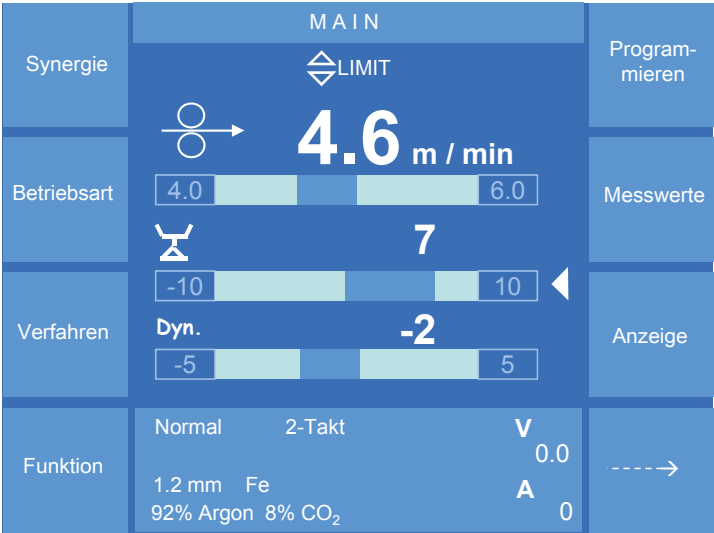 MAIN
LIMIT
4.6 m / min
4.0 6.0
7
-10 10
Dyn. -2
-5 5
Synergie
Betriebsart
Verfahren
Funktion
Normal 2-Takt
V
0.0
1.2 mm Fe
A
92% Argon 8% CO₂ 0
Program-
mieren
Messwerte
Anzeige